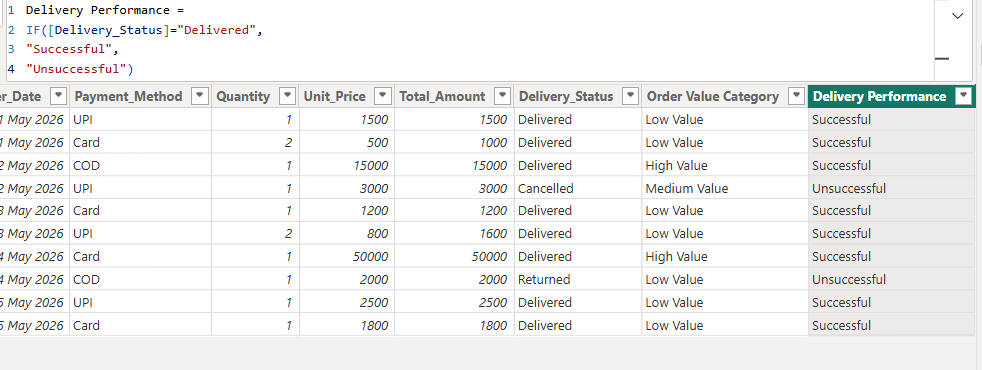 1 Delivery Performance =
2 IF([Delivery_Status]="Delivered",
3 "Successful",
4 "Unsuccessful")
er_Date Payment_Method Quantity Unit_Price Total_Amount Delivery_Status Order Value Category Delivery Performance
1 May 2026 UPI 1 1500 1500 Delivered Low Value Successful
1 May 2026 Card 2 500 1000 Delivered Low Value Successful
2 May 2026 COD 1 15000 15000 Delivered High Value Successful
2 May 2026 UPI 1 3000 3000 Cancelled Medium Value Unsuccessful
3 May 2026 Card 1 1200 1200 Delivered Low Value Successful
3 May 2026 UPI 2 800 1600 Delivered Low Value Successful
4 May 2026 Card 1 50000 50000 Delivered High Value Successful
4 May 2026 COD 1 2000 2000 Returned Low Value Unsuccessful
5 May 2026 UPI 1 2500 2500 Delivered Low Value Successful
5 May 2026 Card 1 1800 1800 Delivered Low Value Successful